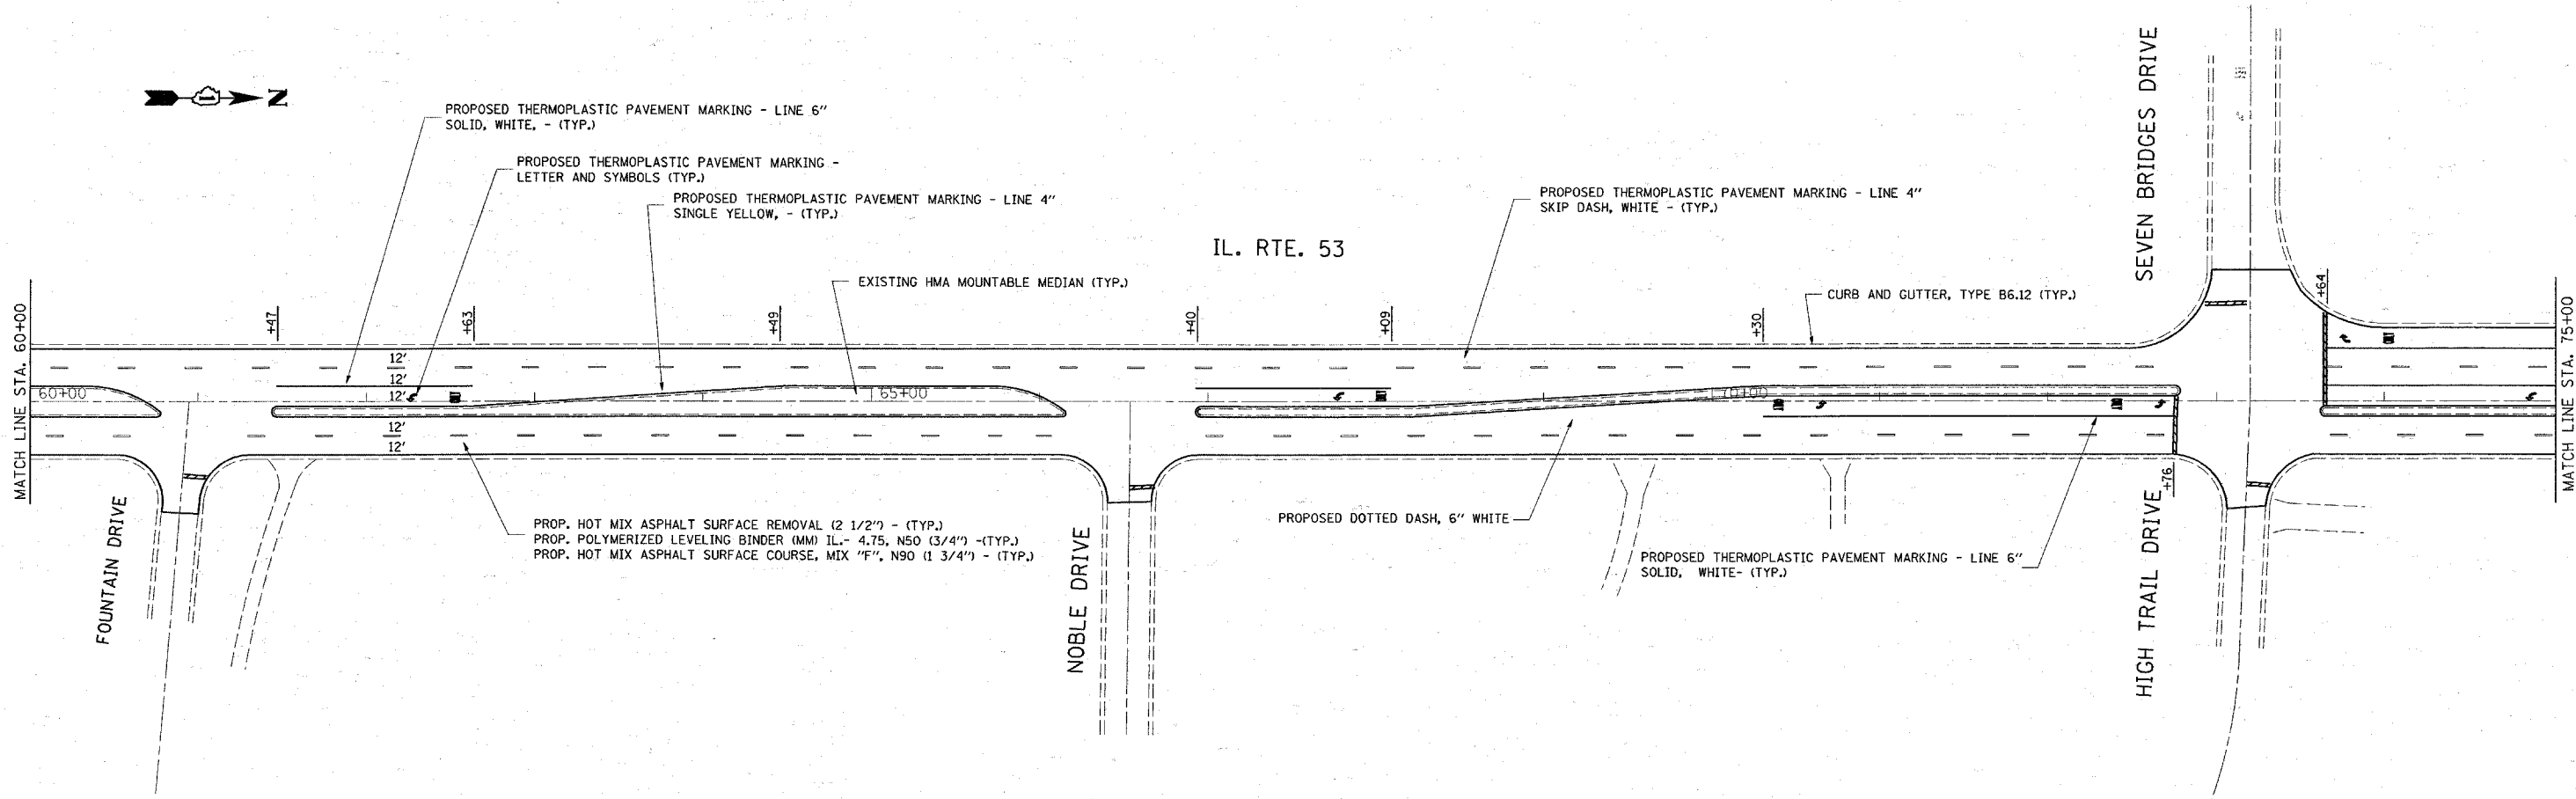 N
PROPOSED THERMOPLASTIC PAVEMENT MARKING - LINE 6"
SOLID, WHITE, - (TYP.)
PROPOSED THERMOPLASTIC PAVEMENT MARKING -
LETTER AND SYMBOLS (TYP.)
PROPOSED THERMOPLASTIC PAVEMENT MARKING - LINE 4"
SINGLE YELLOW, - (TYP.)
EXISTING HMA MOUNTABLE MEDIAN (TYP.)
IL. RTE. 53
PROPOSED THERMOPLASTIC PAVEMENT MARKING - LINE 4"
SKIP DASH, WHITE - (TYP.)
CURB AND GUTTER, TYPE B6.12 (TYP.)
SEVEN BRIDGES DRIVE
MATCH LINE STA. 60+00
+47
+63
+49
+40
+09
+30
+64
MATCH LINE STA. 75+00
12'
12'
12'
12'
12'
60+00
65+00
70+00
+76
FOUNTAIN DRIVE
PROP. HOT MIX ASPHALT SURFACE REMOVAL (2 1/2") - (TYP.)
PROP. POLYMERIZED LEVELING BINDER (MM) IL.- 4.75, N50 (3/4") -(TYP.)
PROP. HOT MIX ASPHALT SURFACE COURSE, MIX "F", N90 (1 3/4") - (TYP.)
NOBLE DRIVE
PROPOSED DOTTED DASH, 6" WHITE
PROPOSED THERMOPLASTIC PAVEMENT MARKING - LINE 6"
SOLID, WHITE- (TYP.)
HIGH TRAIL DRIVE